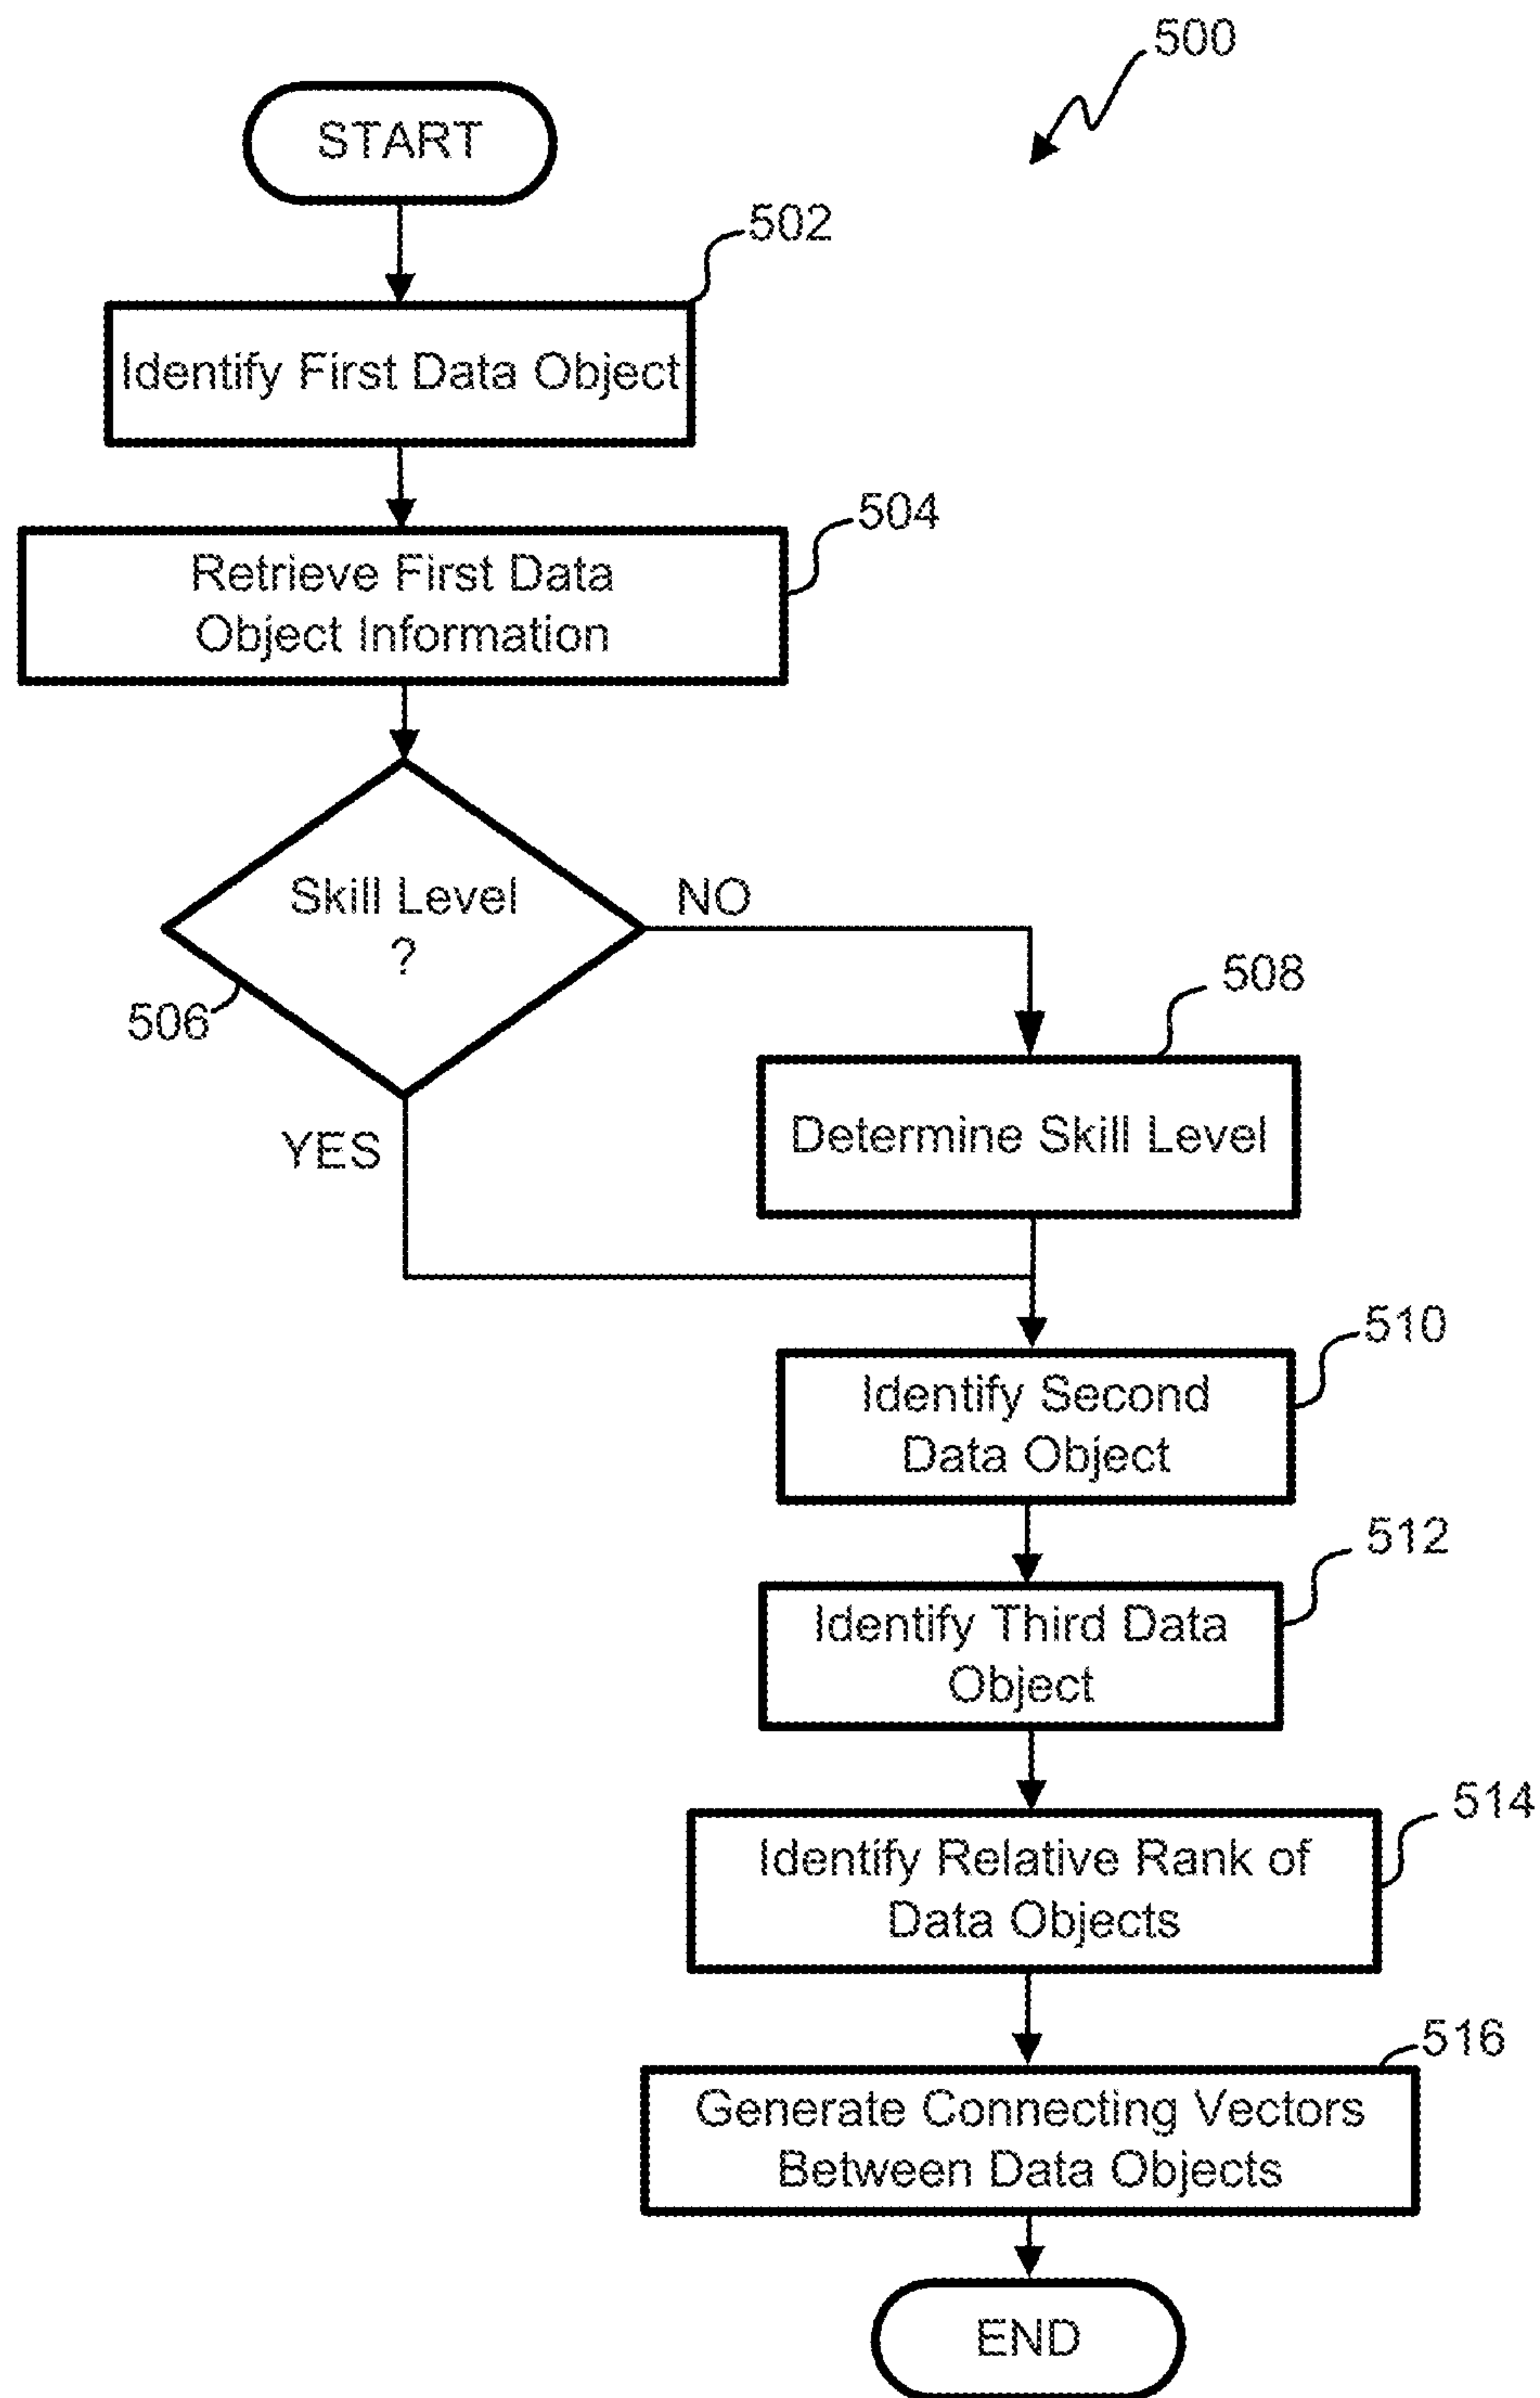 500
START
502
Identify First Data Object
504
Retrieve First Data
Object Information
Skill Level
?
NO
506
508
YES
Determine Skill Level
510
Identify Second
Data Object
512
Identify Third Data
Object
514
Identify Relative Rank of
Data Objects
516
Generate Connecting Vectors
Between Data Objects
END